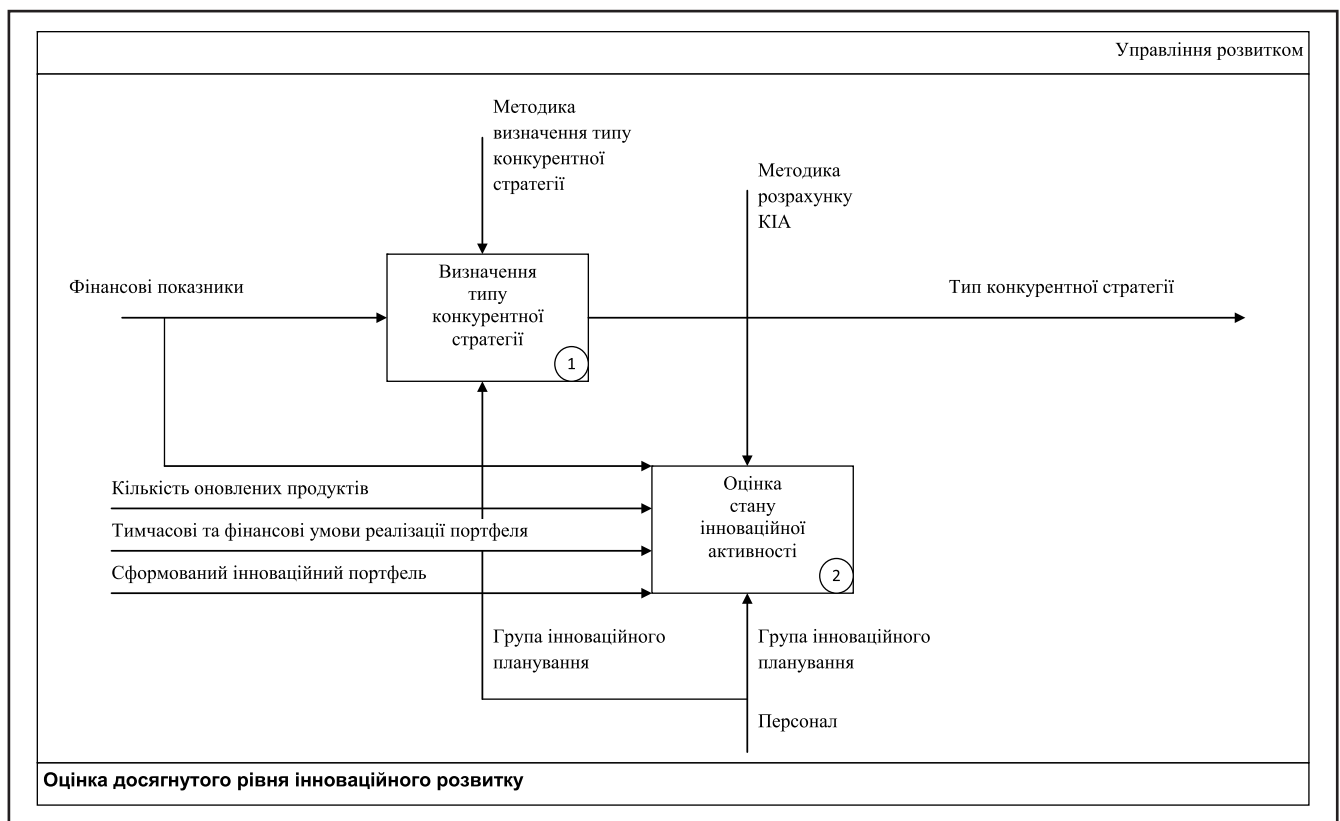 Управління розвитком
Методика
визначення типу
конкурентної
стратегії
Методика
розрахунку
КІА
Фінансові показники
Визначення
типу
конкурентної
стратегії
1
Тип конкурентної стратегії
Кількість оновлених продуктів
Тимчасові та фінансові умови реалізації портфеля
Сформований інноваційний портфель
Оцінка
стану
інноваційної
активності
2
Група інноваційного
планування
Група інноваційного
планування
Персонал
Оцінка досягнутого рівня інноваційного розвитку